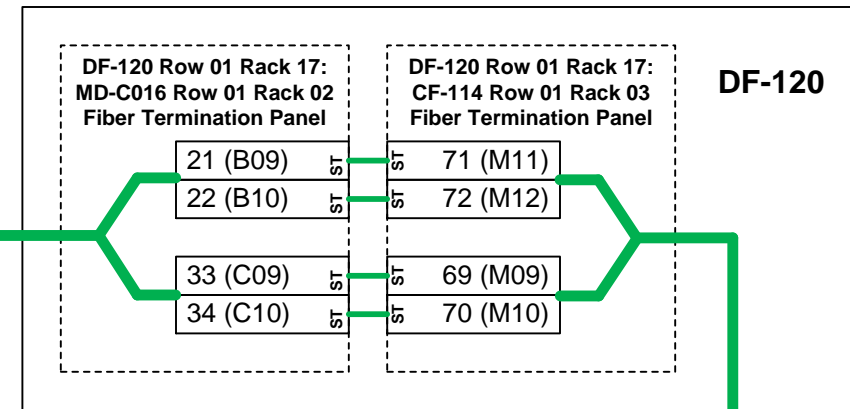 DF-120 Row 01 Rack 17:
MD-C016 Row 01 Rack 02
Fiber Termination Panel
DF-120 Row 01 Rack 17:
CF-114 Row 01 Rack 03
Fiber Termination Panel
DF-120
21 (B09) ST ST 71 (M11)
22 (B10) ST ST 72 (M12)
33 (C09) ST ST 69 (M09)
34 (C10) ST ST 70 (M10)